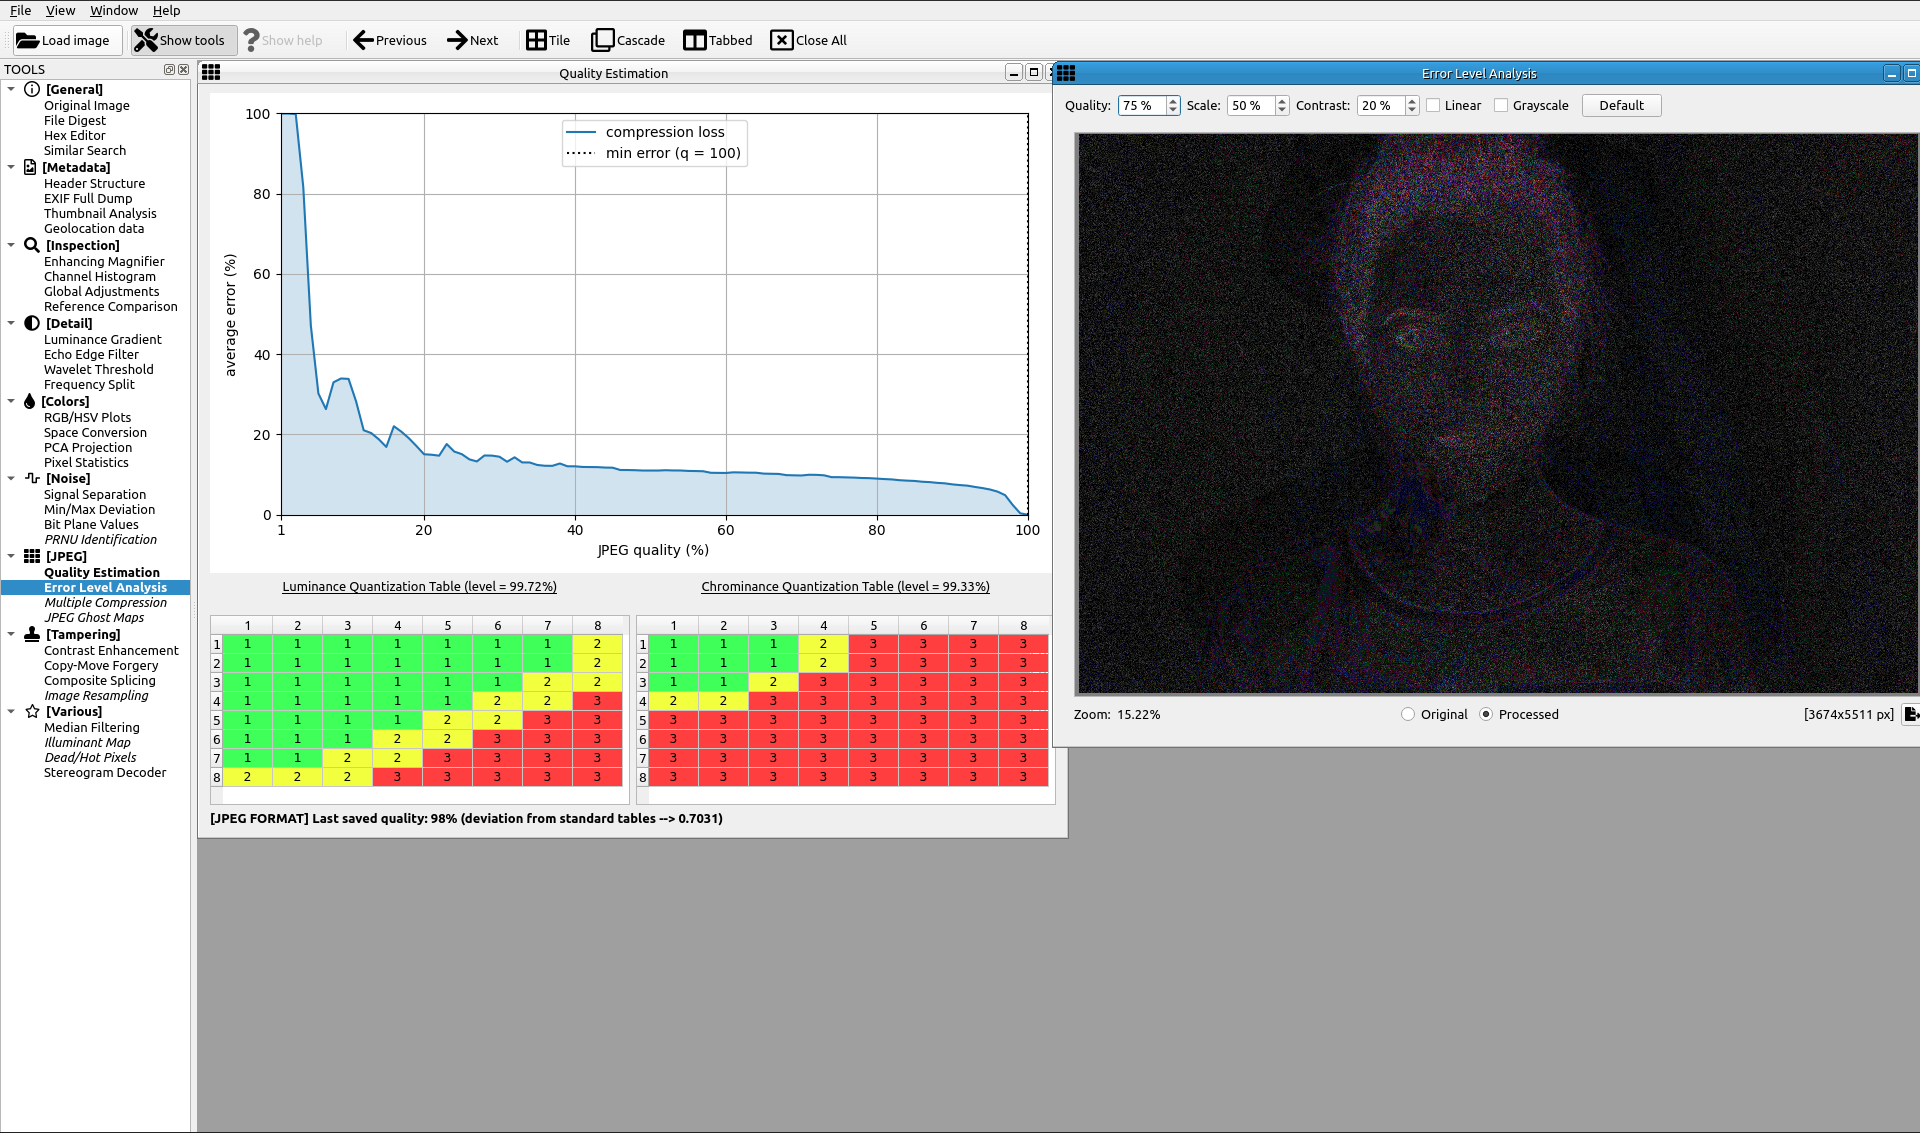 File View Window Help
Load image Show tools Show help Previous Next Tile Cascade Tabbed Close All
TOOLS
[General]
Original Image
File Digest
Hex Editor
Similar Search
[Metadata]
Header Structure
EXIF Full Dump
Thumbnail Analysis
Geolocation data
[Inspection]
Enhancing Magnifier
Channel Histogram
Global Adjustments
Reference Comparison
[Detail]
Luminance Gradient
Echo Edge Filter
Wavelet Threshold
Frequency Split
[Colors]
RGB/HSV Plots
Space Conversion
PCA Projection
Pixel Statistics
[Noise]
Signal Separation
Min/Max Deviation
Bit Plane Values
PRNU Identification
[JPEG]
Quality Estimation
Error Level Analysis
Multiple Compression
JPEG Ghost Maps
[Tampering]
Contrast Enhancement
Copy-Move Forgery
Composite Splicing
Image Resampling
[Various]
Median Filtering
Illuminant Map
Dead/Hot Pixels
Stereogram Decoder
Quality Estimation
compression loss
min error (q = 100)
average error (%)
100
80
60
40
20
0
1 20 40 60 80 100
JPEG quality (%)
Luminance Quantization Table (level = 99.72%)
1 2 3 4 5 6 7 8
1 1 1 1 1 1 1 1 2
2 1 1 1 1 1 1 1 2
3 1 1 1 1 1 1 2 2
4 1 1 1 1 1 2 2 3
5 1 1 1 1 2 2 3 3
6 1 1 1 2 2 3 3 3
7 1 1 2 2 3 3 3 3
8 2 2 2 3 3 3 3 3
Chrominance Quantization Table (level = 99.33%)
1 2 3 4 5 6 7 8
1 1 1 1 2 3 3 3 3
2 1 1 1 2 3 3 3 3
3 1 1 2 3 3 3 3 3
4 2 2 3 3 3 3 3 3
5 3 3 3 3 3 3 3 3
6 3 3 3 3 3 3 3 3
7 3 3 3 3 3 3 3 3
8 3 3 3 3 3 3 3 3
[JPEG FORMAT] Last saved quality: 98% (deviation from standard tables --> 0.7031)
Error Level Analysis
Quality: 75 % Scale: 50 % Contrast: 20 % Linear Grayscale Default
Zoom: 15.22% Original Processed [3674x5511 px]